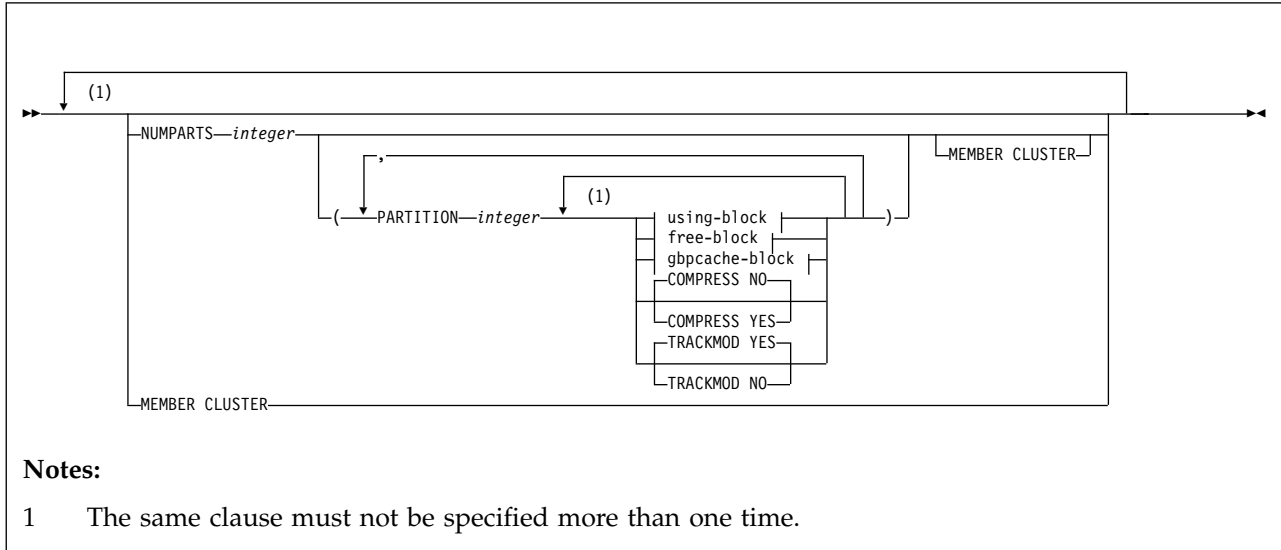 (1)
NUMPARTS integer
MEMBER CLUSTER
,
(1)
( PARTITION integer using-block )
free-block
gbpcache-block
COMPRESS NO
COMPRESS YES
TRACKMOD YES
TRACKMOD NO
MEMBER CLUSTER
Notes:
1 The same clause must not be specified more than one time.